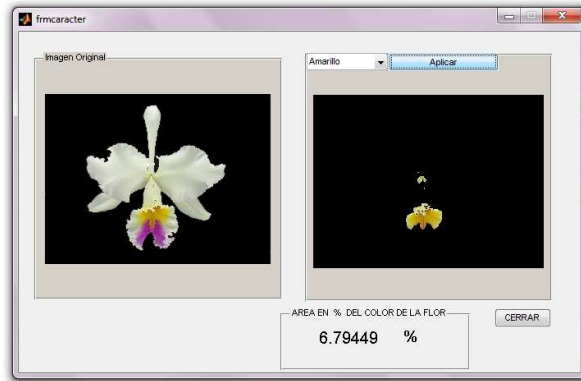 frmcaracter
Imagen Original
Amarillo
Aplicar
AREA EN % DEL COLOR DE LA FLOR
6.79449 %
CERRAR